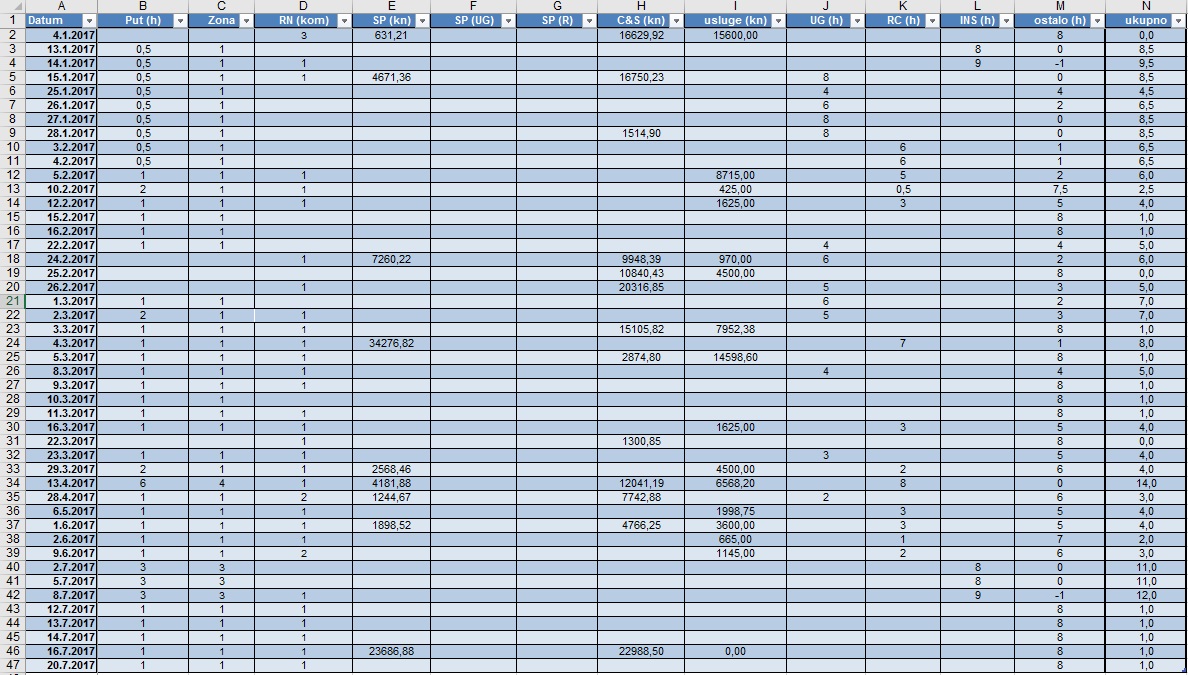 A B C D E F G H I J K L M N
1 Datum Put (h) Zona RN (kom) SP (kn) SP (UG) SP (R) C&S (kn) usluge (kn) UG (h) RC (h) INS (h) ostalo (h) ukupno
2 4.1.2017 3 631,21 16629,92 15600,00 8 0,0
3 13.1.2017 0,5 1 8 0 8,5
4 14.1.2017 0,5 1 1 9 -1 9,5
5 15.1.2017 0,5 1 1 4671,36 16750,23 8 0 8,5
6 25.1.2017 0,5 1 4 4 4,5
7 26.1.2017 0,5 1 6 2 6,5
8 27.1.2017 0,5 1 8 0 8,5
9 28.1.2017 0,5 1 1514,90 8 0 8,5
10 3.2.2017 0,5 1 6 1 6,5
11 4.2.2017 0,5 1 6 1 6,5
12 5.2.2017 1 1 1 8715,00 5 2 6,0
13 10.2.2017 2 1 1 425,00 0,5 7,5 2,5
14 12.2.2017 1 1 1 1625,00 3 5 4,0
15 15.2.2017 1 1 8 1,0
16 16.2.2017 1 1 8 1,0
17 22.2.2017 1 1 4 4 5,0
18 24.2.2017 1 7260,22 9948,39 970,00 6 2 6,0
19 25.2.2017 10840,43 4500,00 8 0,0
20 26.2.2017 1 20316,85 5 3 5,0
21 1.3.2017 1 1 6 2 7,0
22 2.3.2017 2 1 1 5 3 7,0
23 3.3.2017 1 1 1 15105,82 7952,38 8 1,0
24 4.3.2017 1 1 1 34276,82 7 1 8,0
25 5.3.2017 1 1 1 2874,80 14598,60 8 1,0
26 8.3.2017 1 1 1 4 4 5,0
27 9.3.2017 1 1 1 8 1,0
28 10.3.2017 1 1 8 1,0
29 11.3.2017 1 1 1 8 1,0
30 16.3.2017 1 1 1 1625,00 3 5 4,0
31 22.3.2017 1 1300,85 8 0,0
32 23.3.2017 1 1 1 3 5 4,0
33 29.3.2017 2 1 1 2568,46 4500,00 2 6 4,0
34 13.4.2017 6 4 1 4181,88 12041,19 6568,20 8 0 14,0
35 28.4.2017 1 1 2 1244,67 7742,88 2 6 3,0
36 6.5.2017 1 1 1 1998,75 3 5 4,0
37 1.6.2017 1 1 1 1898,52 4766,25 3600,00 3 5 4,0
38 2.6.2017 1 1 1 665,00 1 7 2,0
39 9.6.2017 1 1 2 1145,00 2 6 3,0
40 2.7.2017 3 3 8 0 11,0
41 5.7.2017 3 3 8 0 11,0
42 8.7.2017 3 3 1 9 -1 12,0
43 12.7.2017 1 1 1 8 1,0
44 13.7.2017 1 1 1 8 1,0
45 14.7.2017 1 1 1 8 1,0
46 16.7.2017 1 1 1 23686,88 22988,50 0,00 8 1,0
47 20.7.2017 1 1 1 8 1,0